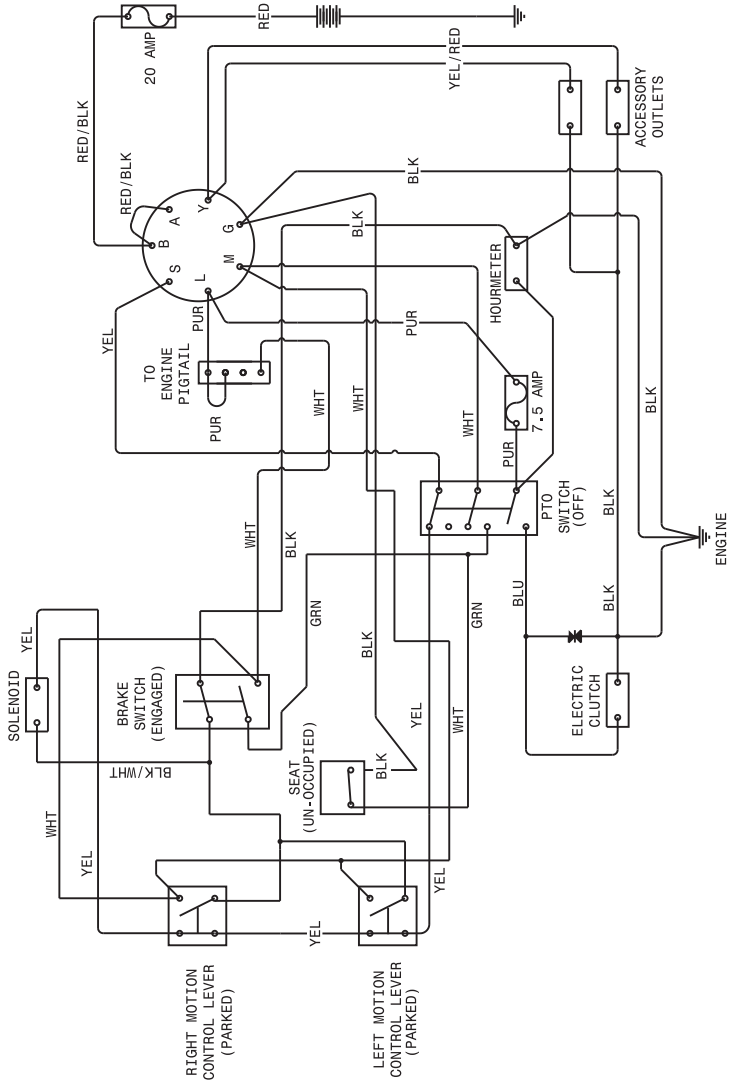 RED
20 AMP
YEL/RED
ACCESSORY
OUTLETS
RED/BLK
RED/BLK
BLK
A
Y
B
G
BLK
S
M
L
HOURMETER
PUR
YEL
PUR
TO
ENGINE
PIGTAIL
WHT
WHT
WHT
7.5 AMP
BLK
PUR
PUR
PTO
SWITCH
(OFF)
BLK
WHT
BLK
ENGINE
GRN
GRN
BLU
BLK
YEL
BLK
SOLENOID
BRAKE
SWITCH
(ENGAGED)
ELECTRIC
CLUTCH
YEL
WHT
BLK/WHT
SEAT
(UN-OCCUPIED)
BLK
WHT
YEL
YEL
YEL
RIGHT MOTION
CONTROL LEVER
(PARKED)
LEFT MOTION
CONTROL LEVER
(PARKED)